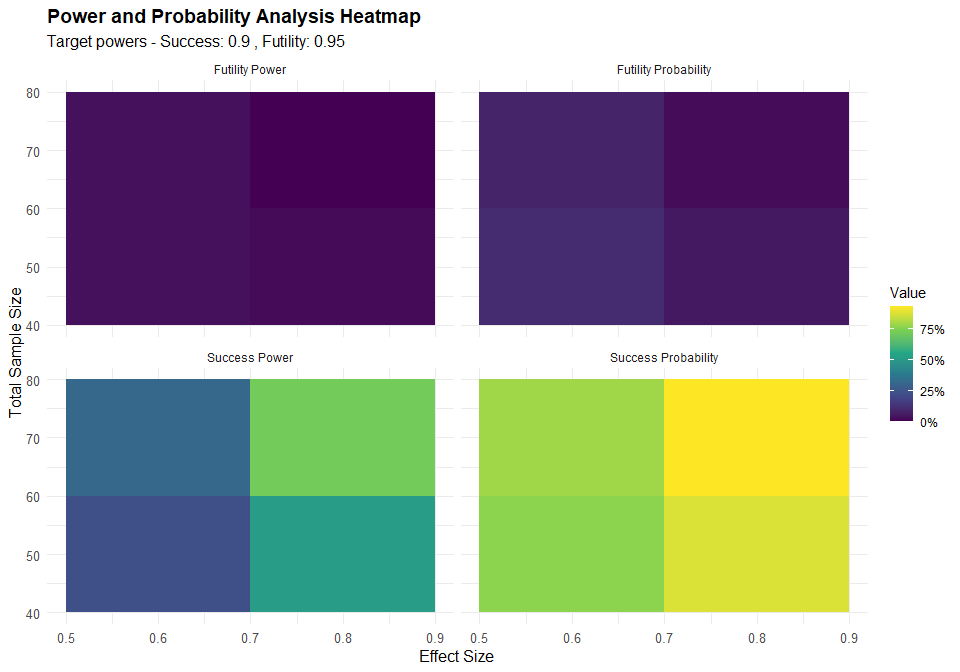 Power and Probability Analysis Heatmap
Target powers - Success: 0.9 , Futility: 0.95
Futility Power
Futility Probability
80
70
60
50
40
Success Power
Success Probability
80
70
60
50
40
0.5 0.6 0.7 0.8 0.9
0.5 0.6 0.7 0.8 0.9
Effect Size
Total Sample Size
Value
75%
50%
25%
0%